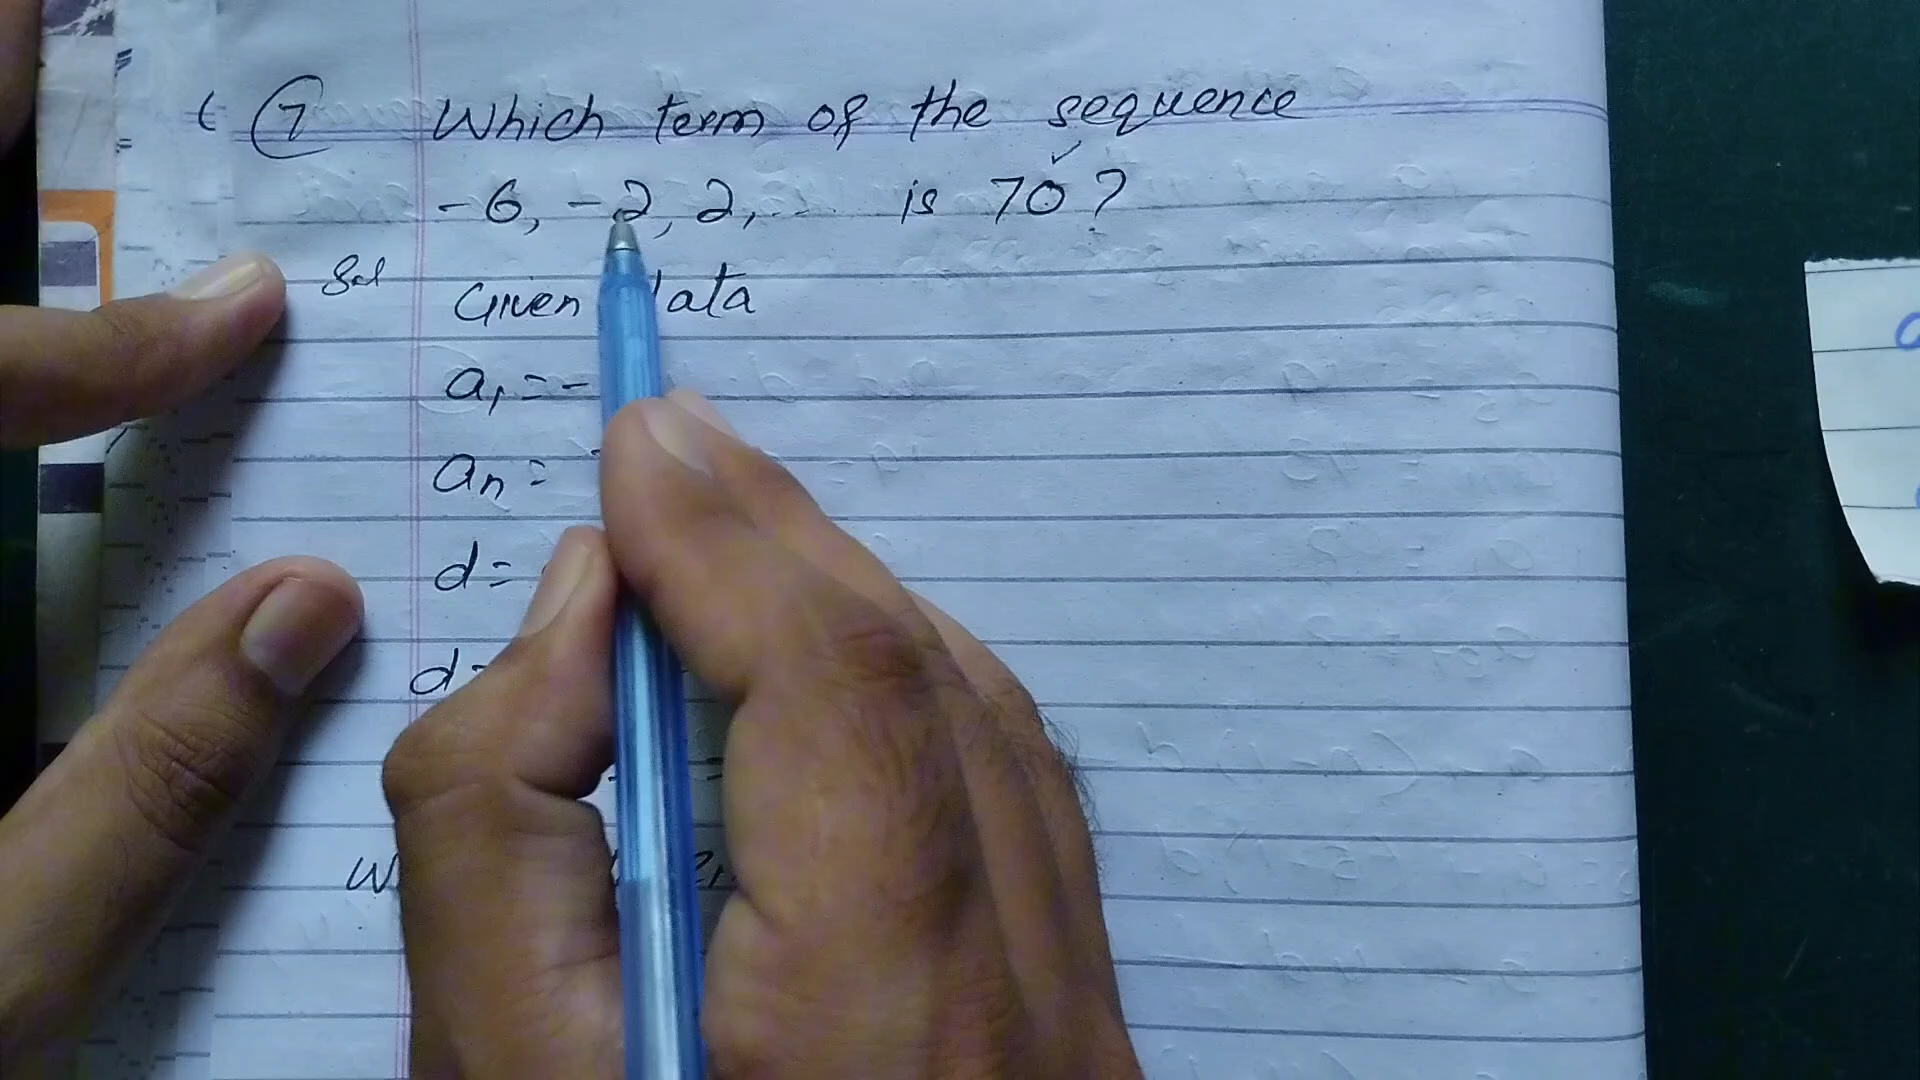 7 Which term of the sequence
-6, -2, 2, ... is 70?
Sol
Given data
a₁ = -
aₙ =
d =
d =